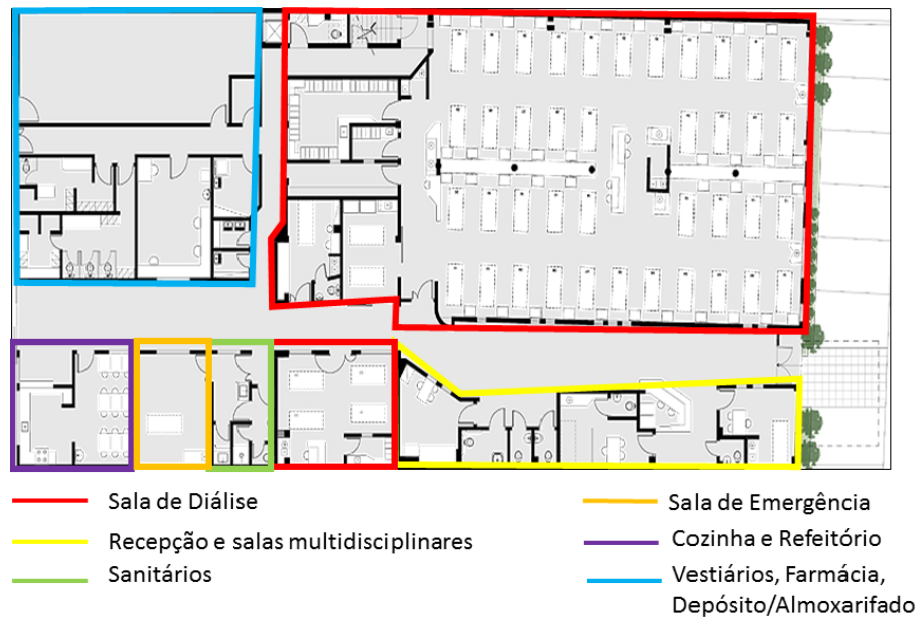 Sala de Diálise
Recepção e salas multidisciplinares
Sanitários
Sala de Emergência
Cozinha e Refeitório
Vestiários, Farmácia,
Depósito/Almoxarifado